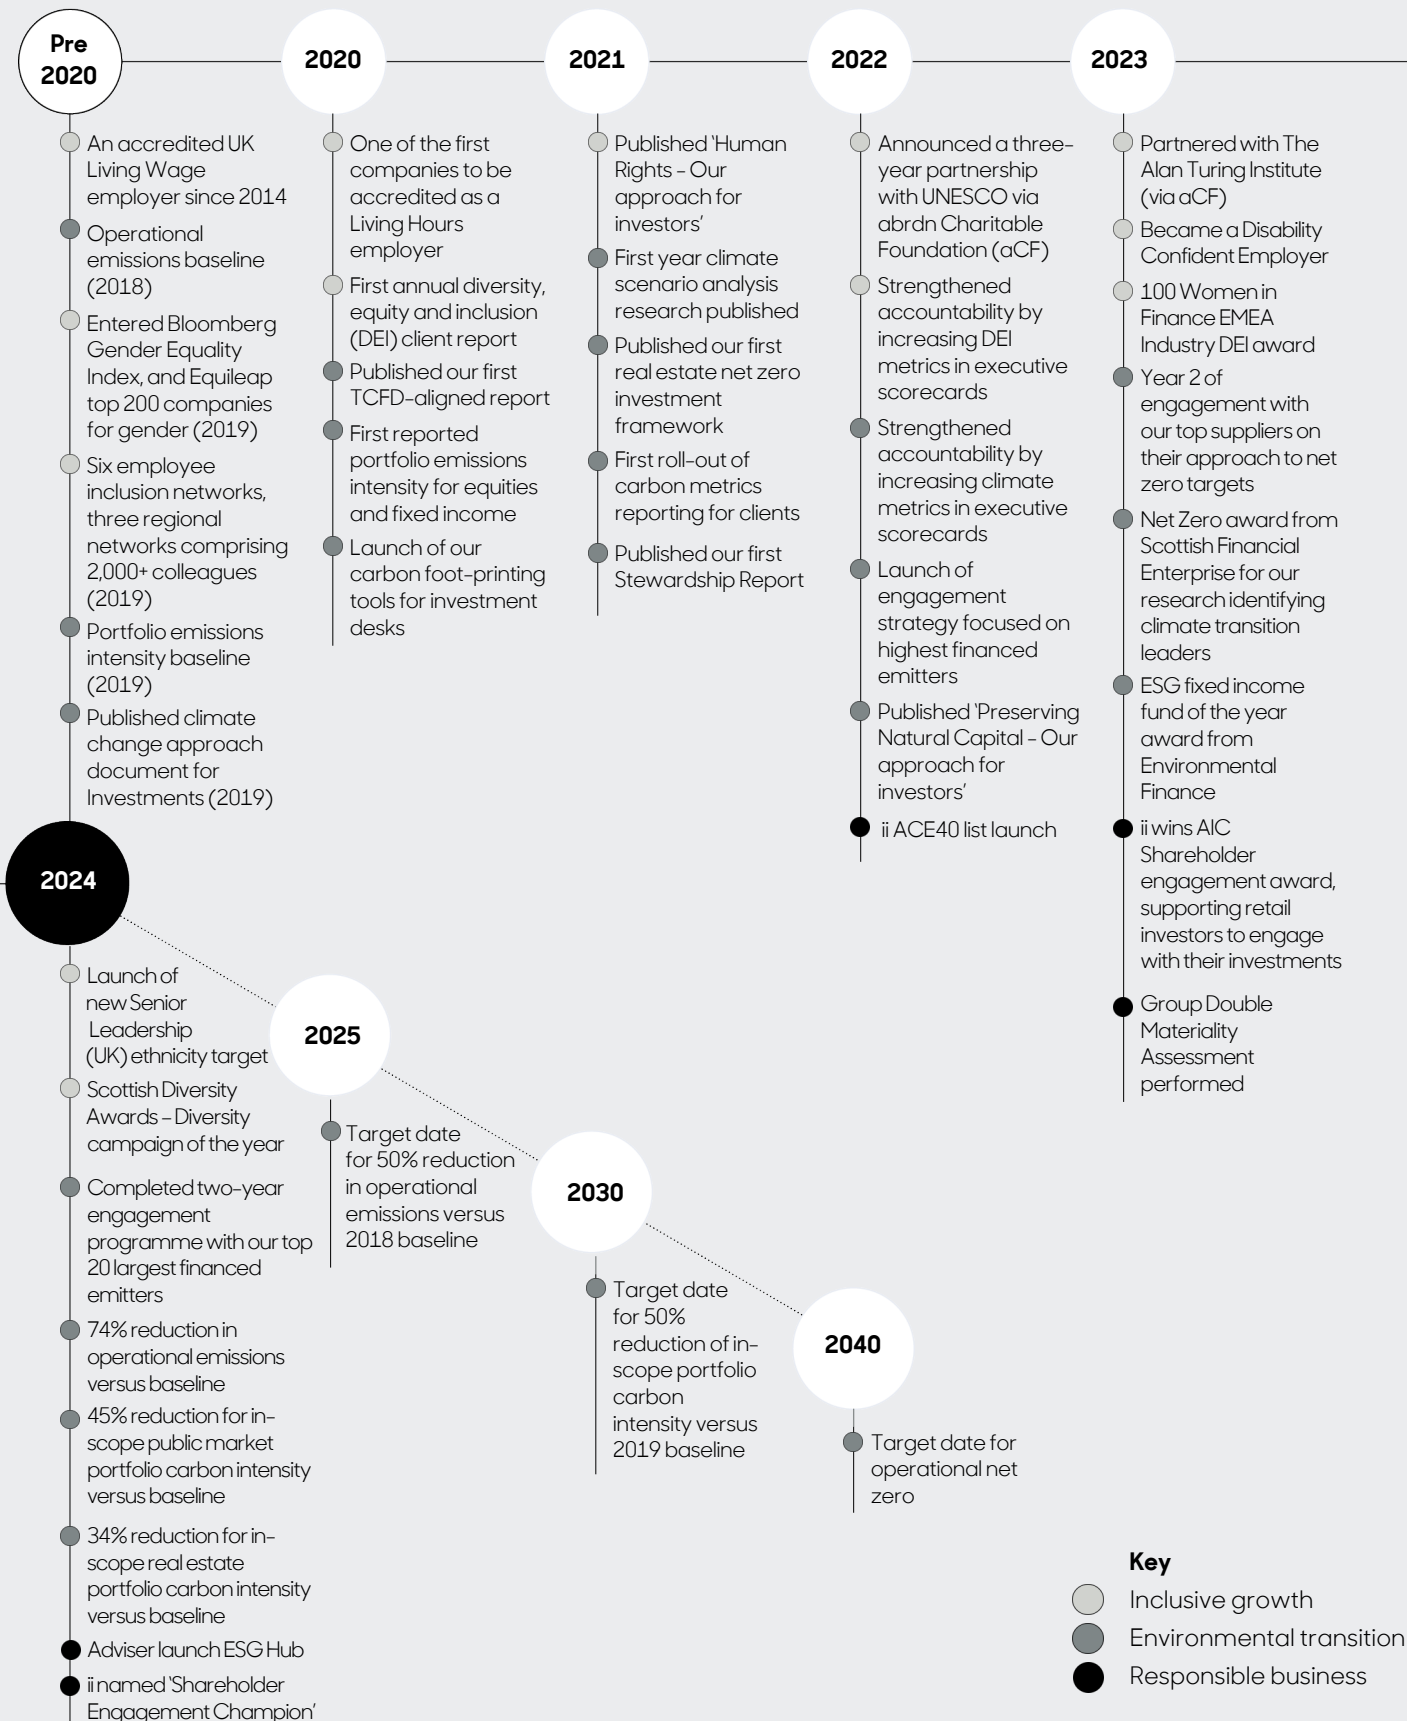 Pre
2020
An accredited UK
Living Wage
employer since 2014
Operational
emissions baseline
(2018)
Entered Bloomberg
Gender Equality
Index, and Equileap
top 200 companies
for gender (2019)
Six employee
inclusion networks,
three regional
networks comprising
2,000+ colleagues
(2019)
Portfolio emissions
intensity baseline
(2019)
Published climate
change approach
document for
Investments (2019)
2020
One of the first
companies to be
accredited as a
Living Hours
employer
First annual diversity,
equity and inclusion
(DEI) client report
Published our first
TCFD-aligned report
First reported
portfolio emissions
intensity for equities
and fixed income
Launch of our
carbon foot-printing
tools for investment
desks
2021
Published ‘Human
Rights – Our
approach for
investors’
First year climate
scenario analysis
research published
Published our first
real estate net zero
investment
framework
First roll-out of
carbon metrics
reporting for clients
Published our first
Stewardship Report
2022
Announced a three-
year partnership
with UNESCO via
abrdn Charitable
Foundation (aCF)
Strengthened
accountability by
increasing DEI
metrics in executive
scorecards
Strengthened
accountability by
increasing climate
metrics in executive
scorecards
Launch of
engagement
strategy focused on
highest financed
emitters
Published ‘Preserving
Natural Capital – Our
approach for
investors’
ii ACE40 list launch
2023
Partnered with The
Alan Turing Institute
(via aCF)
Became a Disability
Confident Employer
100 Women in
Finance EMEA
Industry DEI award
Year 2 of
engagement with
our top suppliers on
their approach to net
zero targets
Net Zero award from
Scottish Financial
Enterprise for our
research identifying
climate transition
leaders
ESG fixed income
fund of the year
award from
Environmental
Finance
ii wins AIC
Shareholder
engagement award,
supporting retail
investors to engage
with their investments
Group Double
Materiality
Assessment
performed
2024
Launch of
new Senior
Leadership
(UK) ethnicity target
Scottish Diversity
Awards – Diversity
campaign of the year
Completed two-year
engagement
programme with our top
20 largest financed
emitters
74% reduction in
operational emissions
versus baseline
45% reduction for in-
scope public market
portfolio carbon intensity
versus baseline
34% reduction for in-
scope real estate
portfolio carbon intensity
versus baseline
Adviser launch ESG Hub
ii named ‘Shareholder
Engagement Champion’
2025
Target date
for 50% reduction
in operational
emissions versus
2018 baseline
2030
Target date
for 50%
reduction of in-
scope portfolio
carbon
intensity versus
2019 baseline
2040
Target date for
operational net
zero
Key
Inclusive growth
Environmental transition
Responsible business